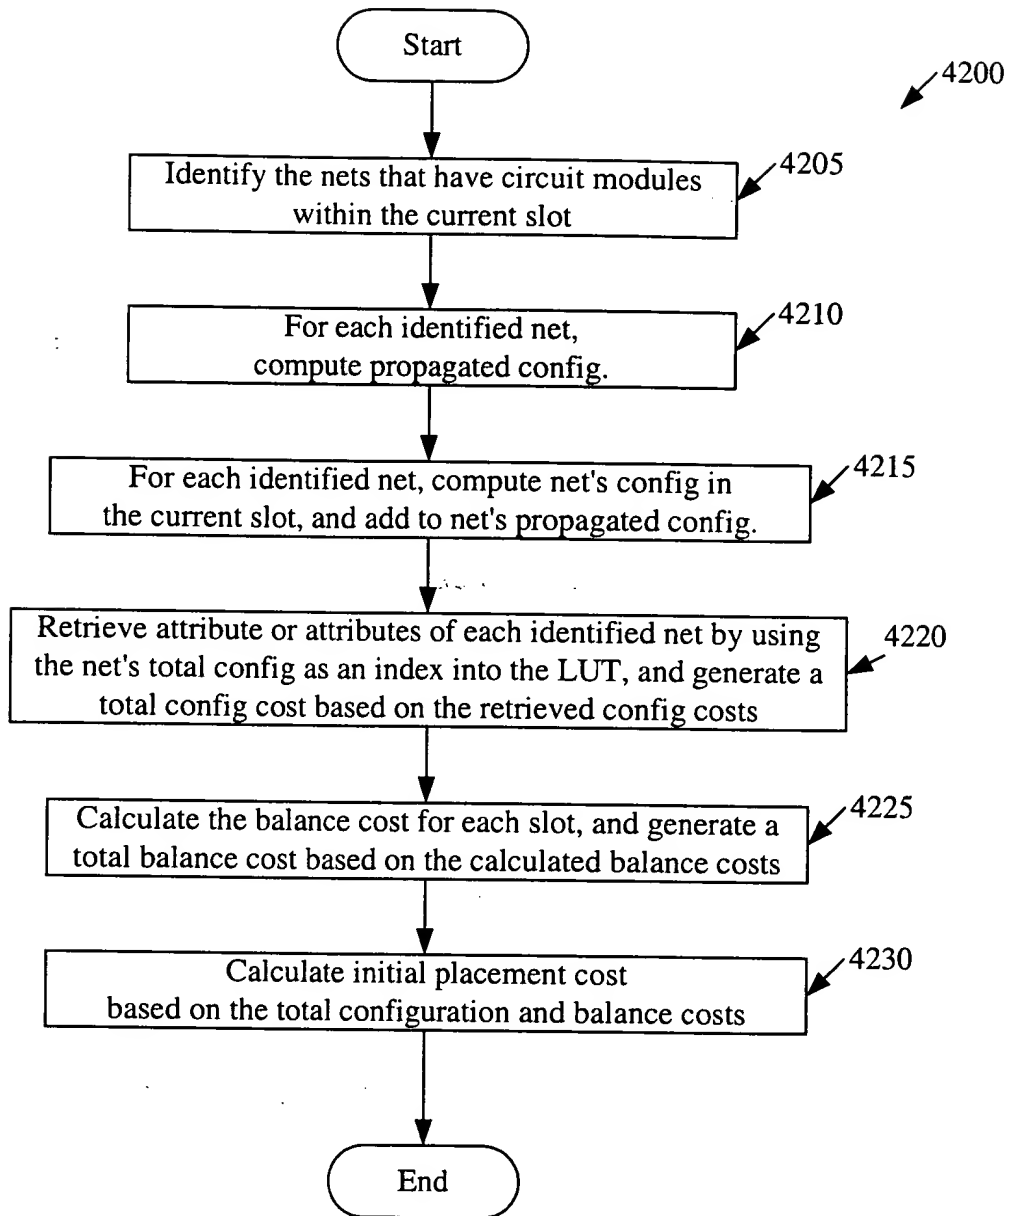 Start
4200
Identify the nets that have circuit modules
within the current slot
4205
For each identified net,
compute propagated config.
4210
For each identified net, compute net's config in
the current slot, and add to net's propagated config.
4215
Retrieve attribute or attributes of each identified net by using
the net's total config as an index into the LUT, and generate a
total config cost based on the retrieved config costs
4220
Calculate the balance cost for each slot, and generate a
total balance cost based on the calculated balance costs
4225
Calculate initial placement cost
based on the total configuration and balance costs
4230
End